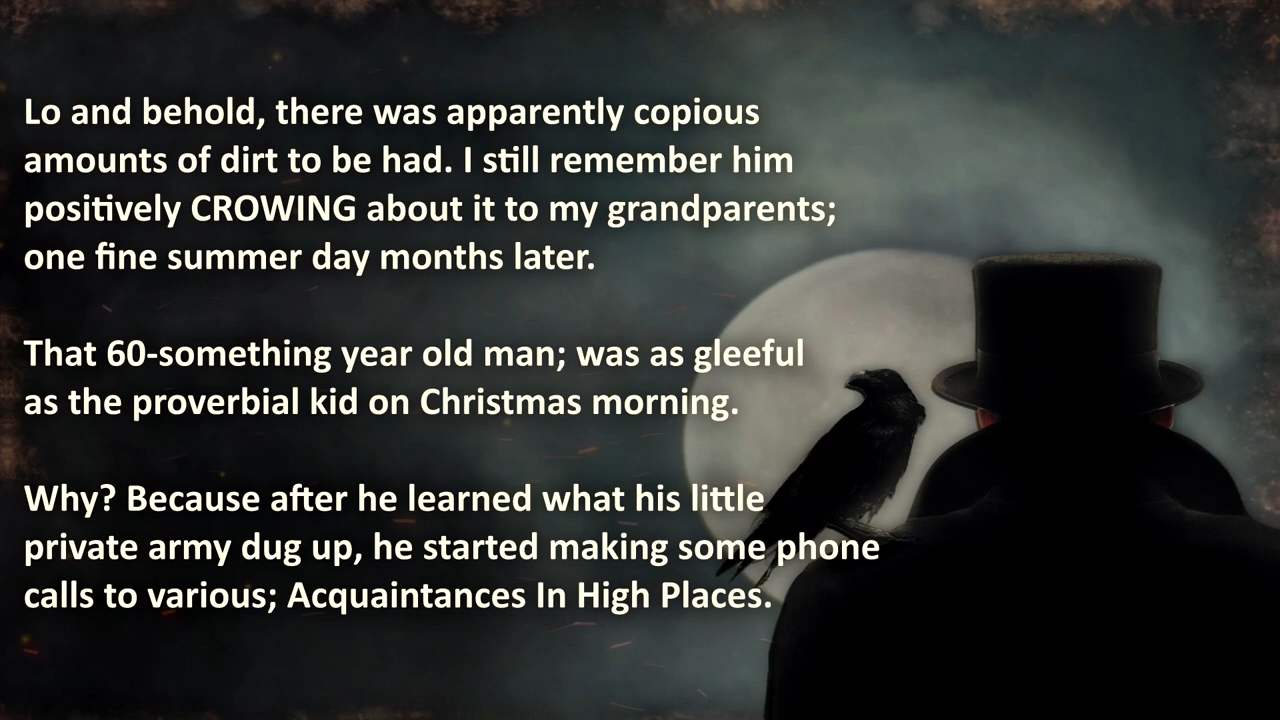 Lo and behold, there was apparently copious
amounts of dirt to be had. I still remember him
positively CROWING about it to my grandparents;
one fine summer day months later.
That 60-something year old man; was as gleeful
as the proverbial kid on Christmas morning.
Why? Because after he learned what his little
private army dug up, he started making some phone
calls to various; Acquaintances In High Places.